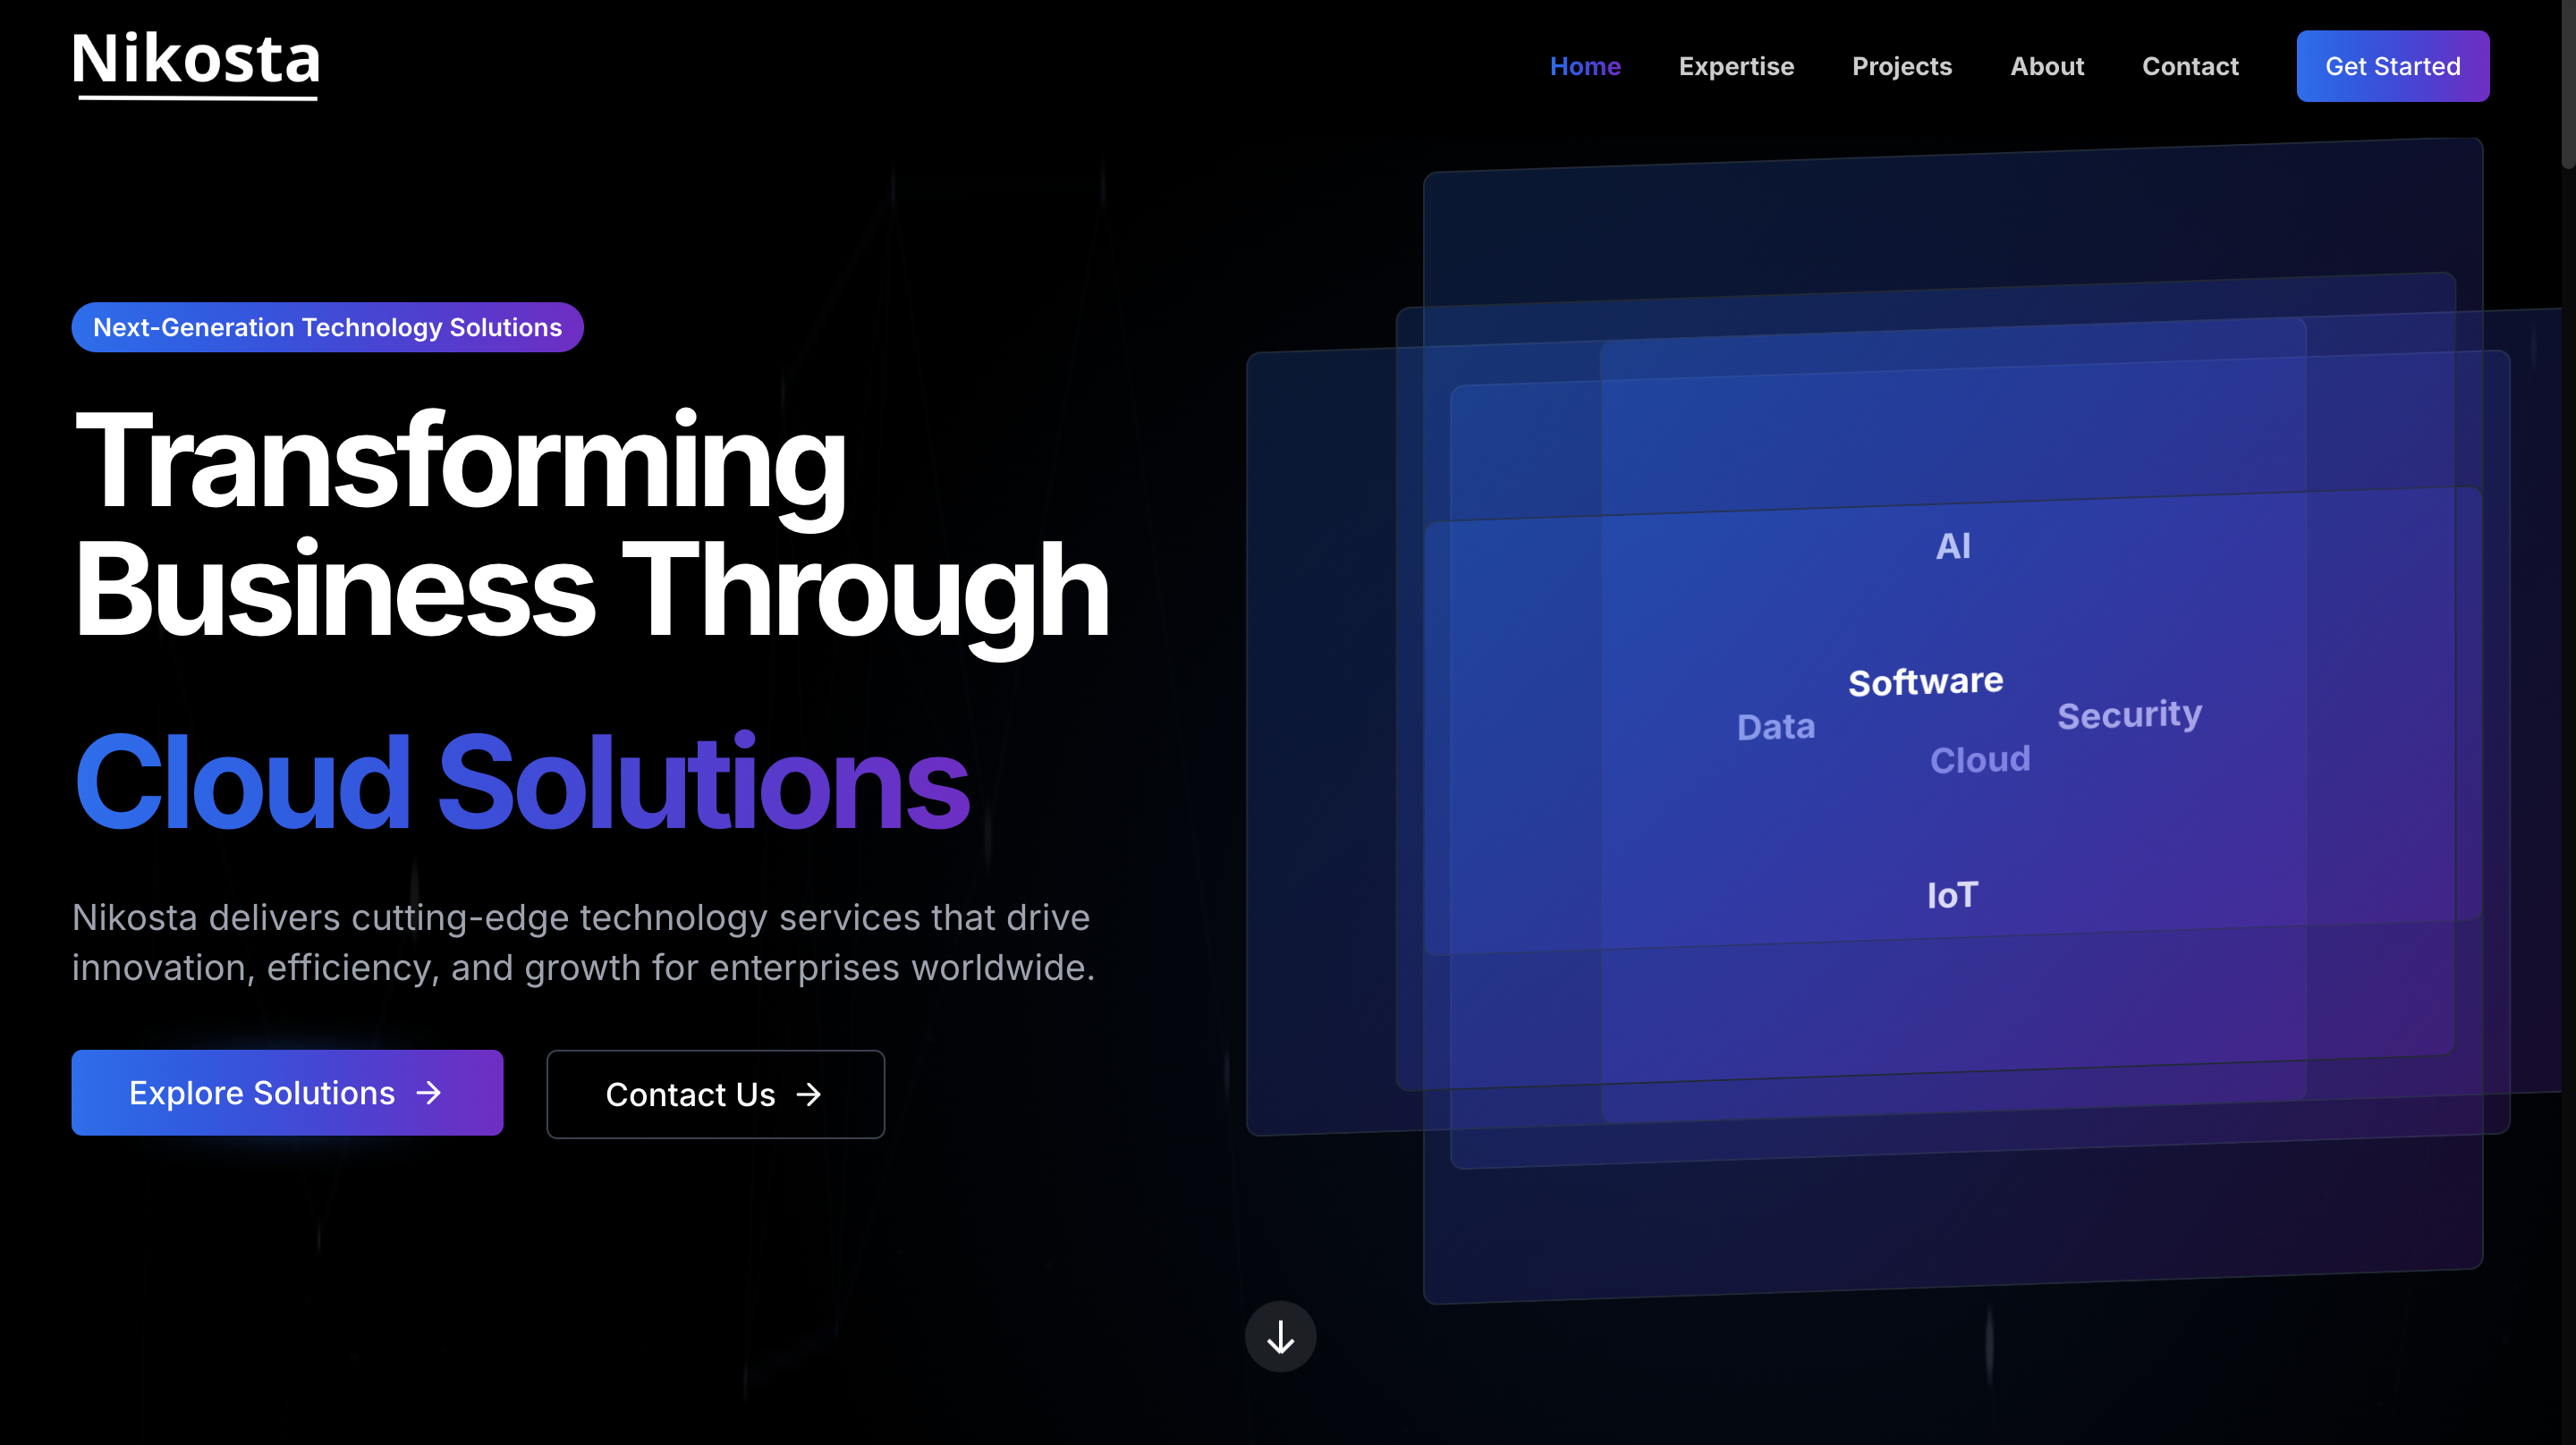 Nikosta
Home Expertise Projects About Contact Get Started
Next-Generation Technology Solutions
Transforming
Business Through
Cloud Solutions
Nikosta delivers cutting-edge technology services that drive
innovation, efficiency, and growth for enterprises worldwide.
Explore Solutions
Contact Us
AI
Software
Data
Security
Cloud
IoT